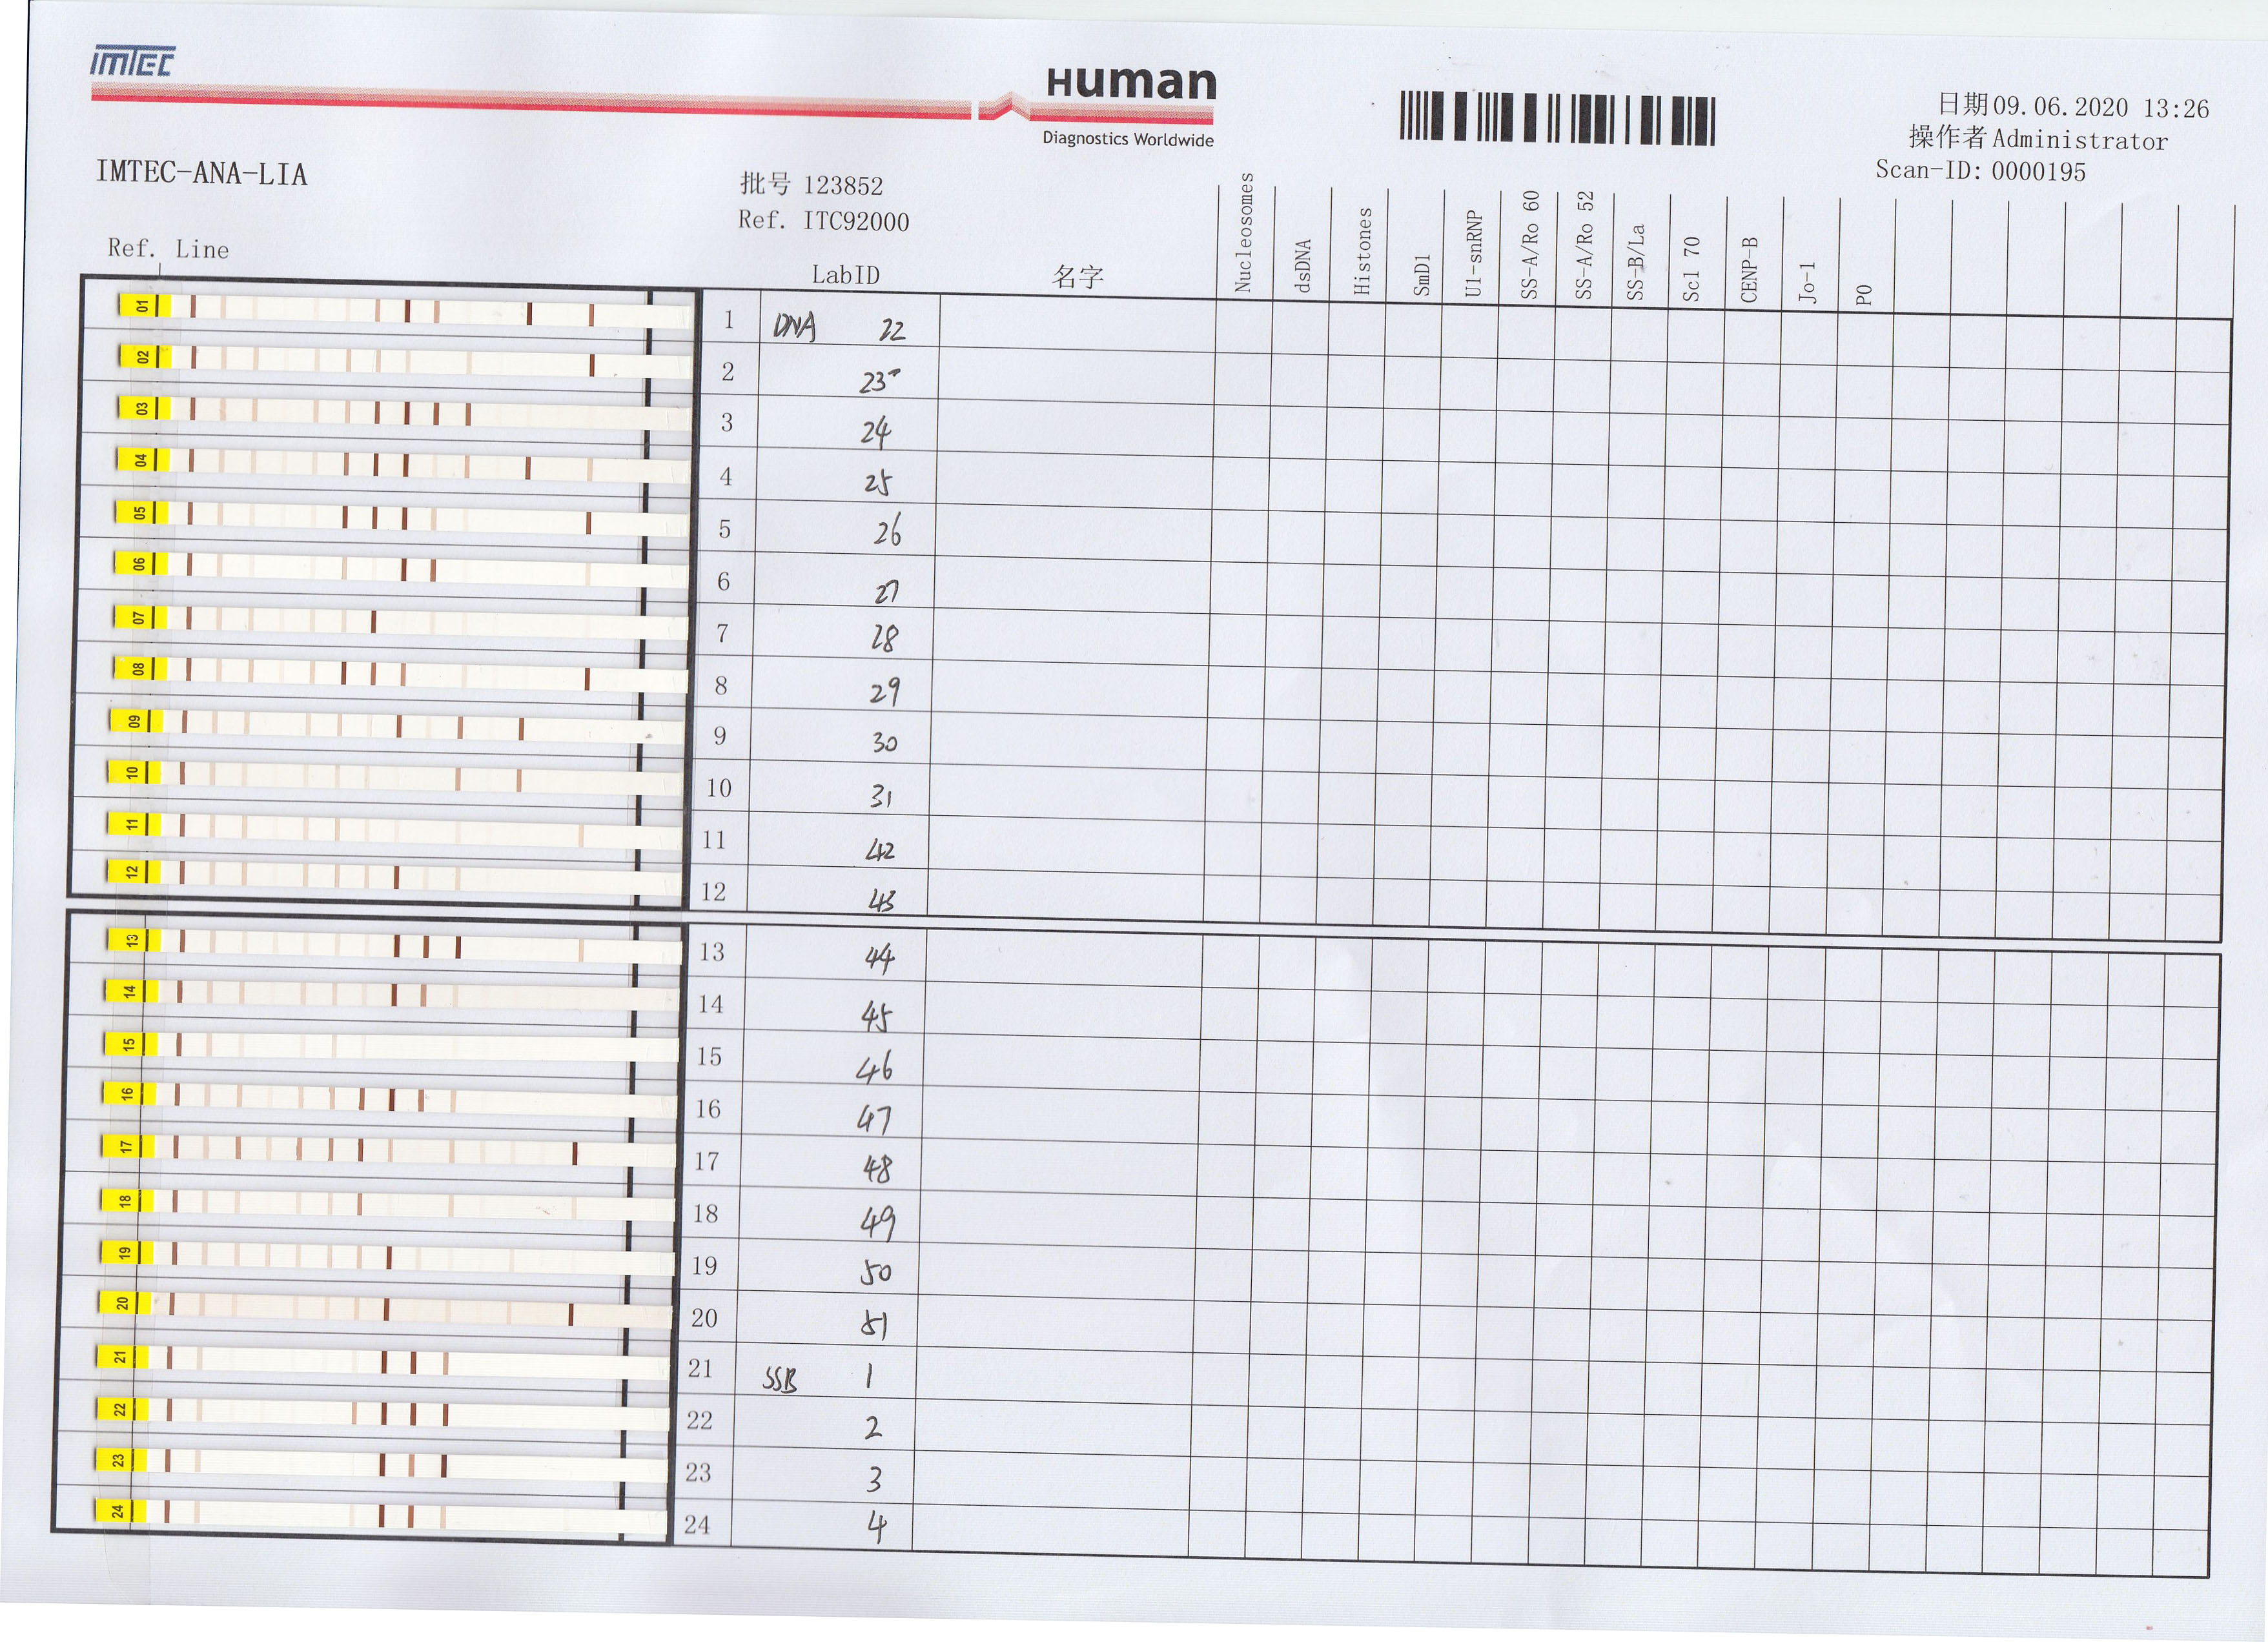 imTEC
Human
Diagnostics Worldwide
日期09.06.2020 13:26
操作者Administrator
Scan-ID: 0000195
IMTEC-ANA-LIA
批号 123852
Ref. ITC92000
Ref. Line
LabID
名字
Nucleosomes
dsDNA
Histones
SmD1
U1-snRNP
SS-A/Ro 60
SS-A/Ro 52
SS-B/La
Scl 70
CENP-B
Jo-1
P0
01 1 DNA 22
02 2 23
03 3 24
04 4 25
05 5 26
06 6 27
07 7 28
08 8 29
09 9 30
10 10 31
11 11 42
12 12 43
13 13 44
14 14 45
15 15 46
16 16 47
17 17 48
18 18 49
19 19 50
20 20 51
21 21 SSB 1
22 22 2
23 23 3
24 24 4